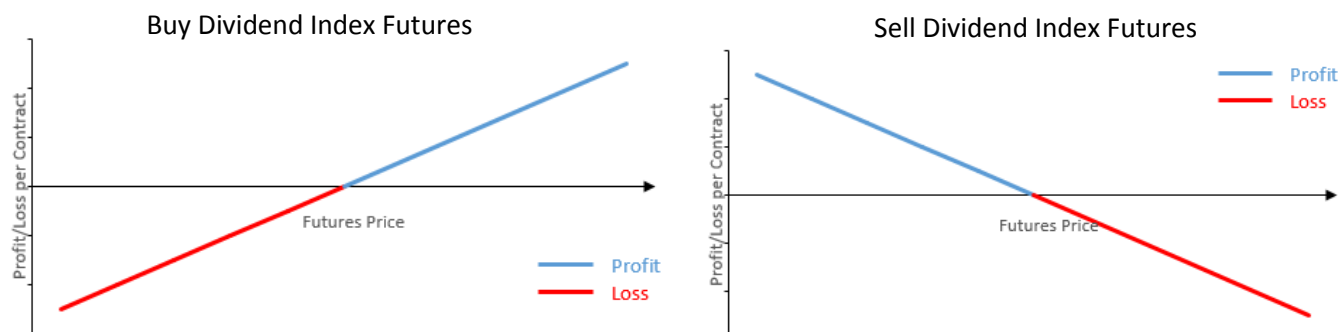 Buy Dividend Index Futures
Profit/Loss per Contract
Futures Price
Profit
Loss
Sell Dividend Index Futures
Profit/Loss per Contract
Profit
Loss
Futures Price